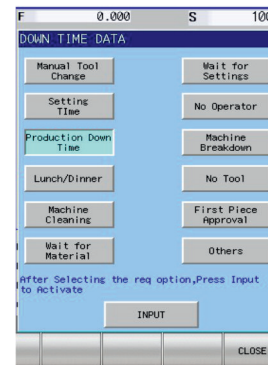 F 0.000 S 100
DOWN TIME DATA
Manual Tool Change
Wait for Settings
Setting TIme
No Operator
Production Down Time
Machine Breakdown
Lunch/Dinner
No Tool
Machine Cleaning
First Piece Approval
Wait for Material
Others
After Selecting the req option,Press Input
to Activate
INPUT
CLOSE